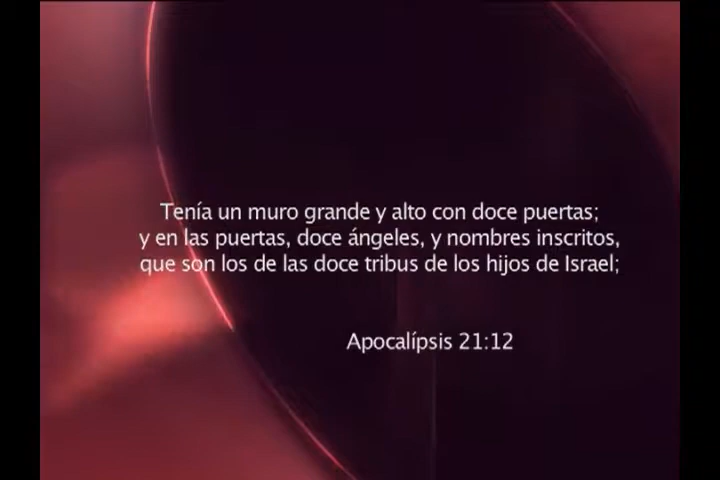 Tenía un muro grande y alto con doce puertas;
y en las puertas, doce ángeles, y nombres inscritos,
que son los de las doce tribus de los hijos de Israel;
Apocalípsis 21:12